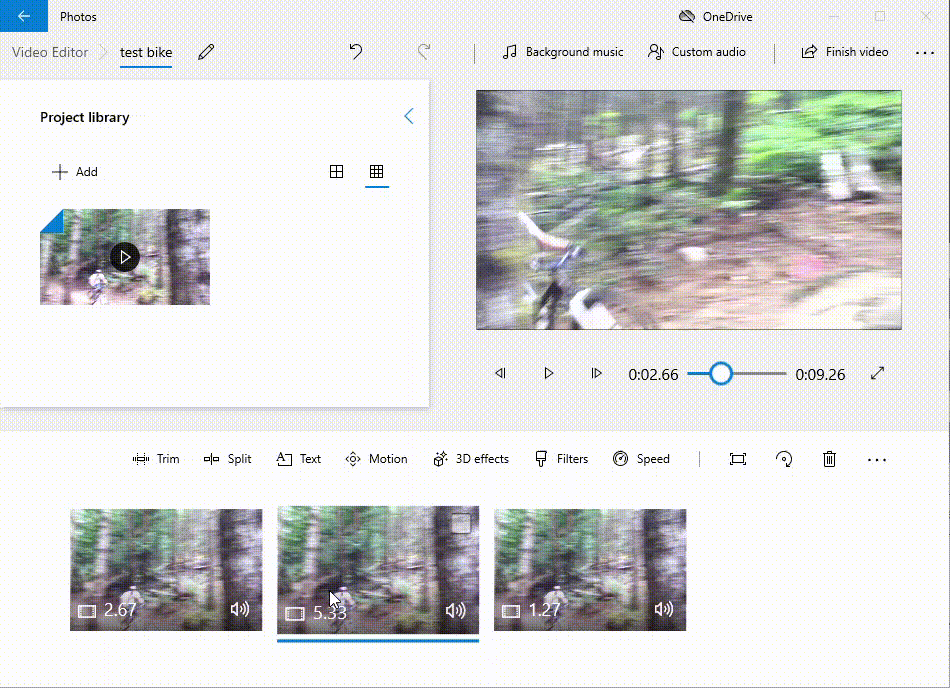 Photos
OneDrive
Video Editor
test bike
Background music
Custom audio
Finish video
Project library
Add
0:02.66
0:09.26
Trim
Split
Text
Motion
3D effects
Filters
Speed
2.67
5.33
1.27